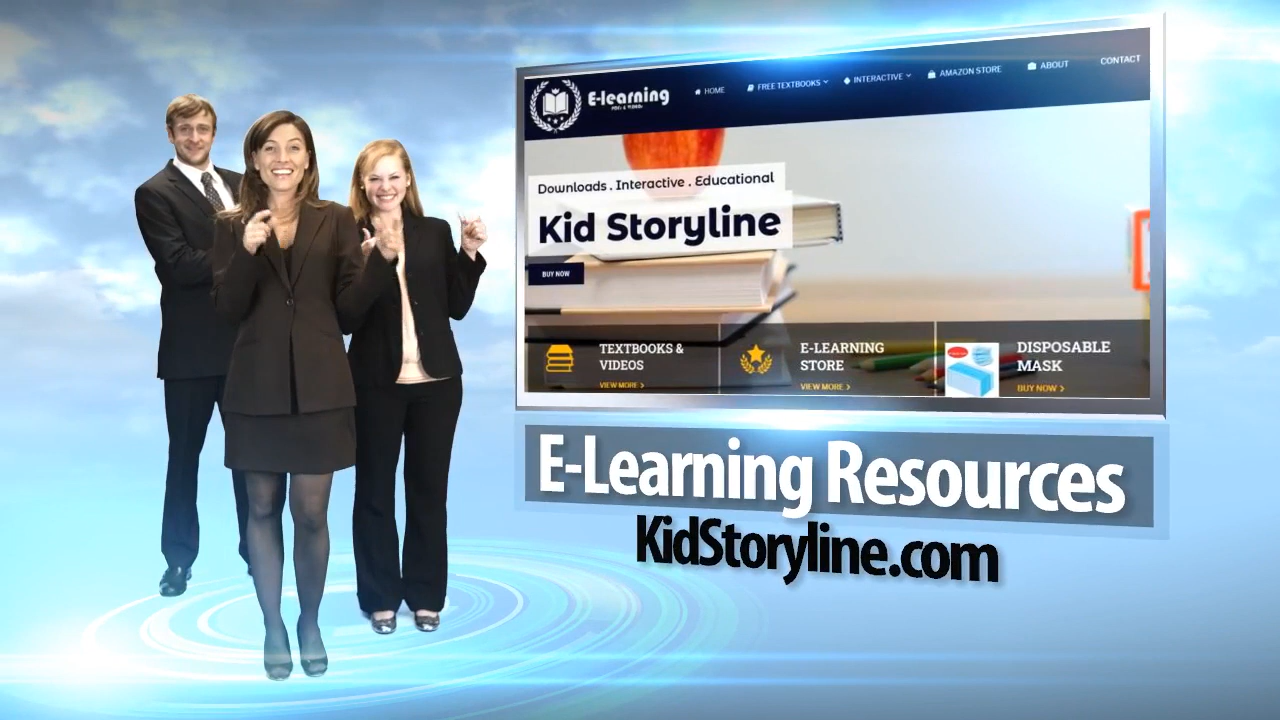 E-learning
HOME
FREE TEXTBOOKS
INTERACTIVE
AMAZON STORE
ABOUT
CONTACT
Downloads . Interactive . Educational
Kid Storyline
BUY NOW
TEXTBOOKS &
VIDEOS
VIEW MORE >
E-LEARNING
STORE
VIEW MORE >
DISPOSABLE
MASK
BUY NOW >
E-Learning Resources
KidStoryline.com